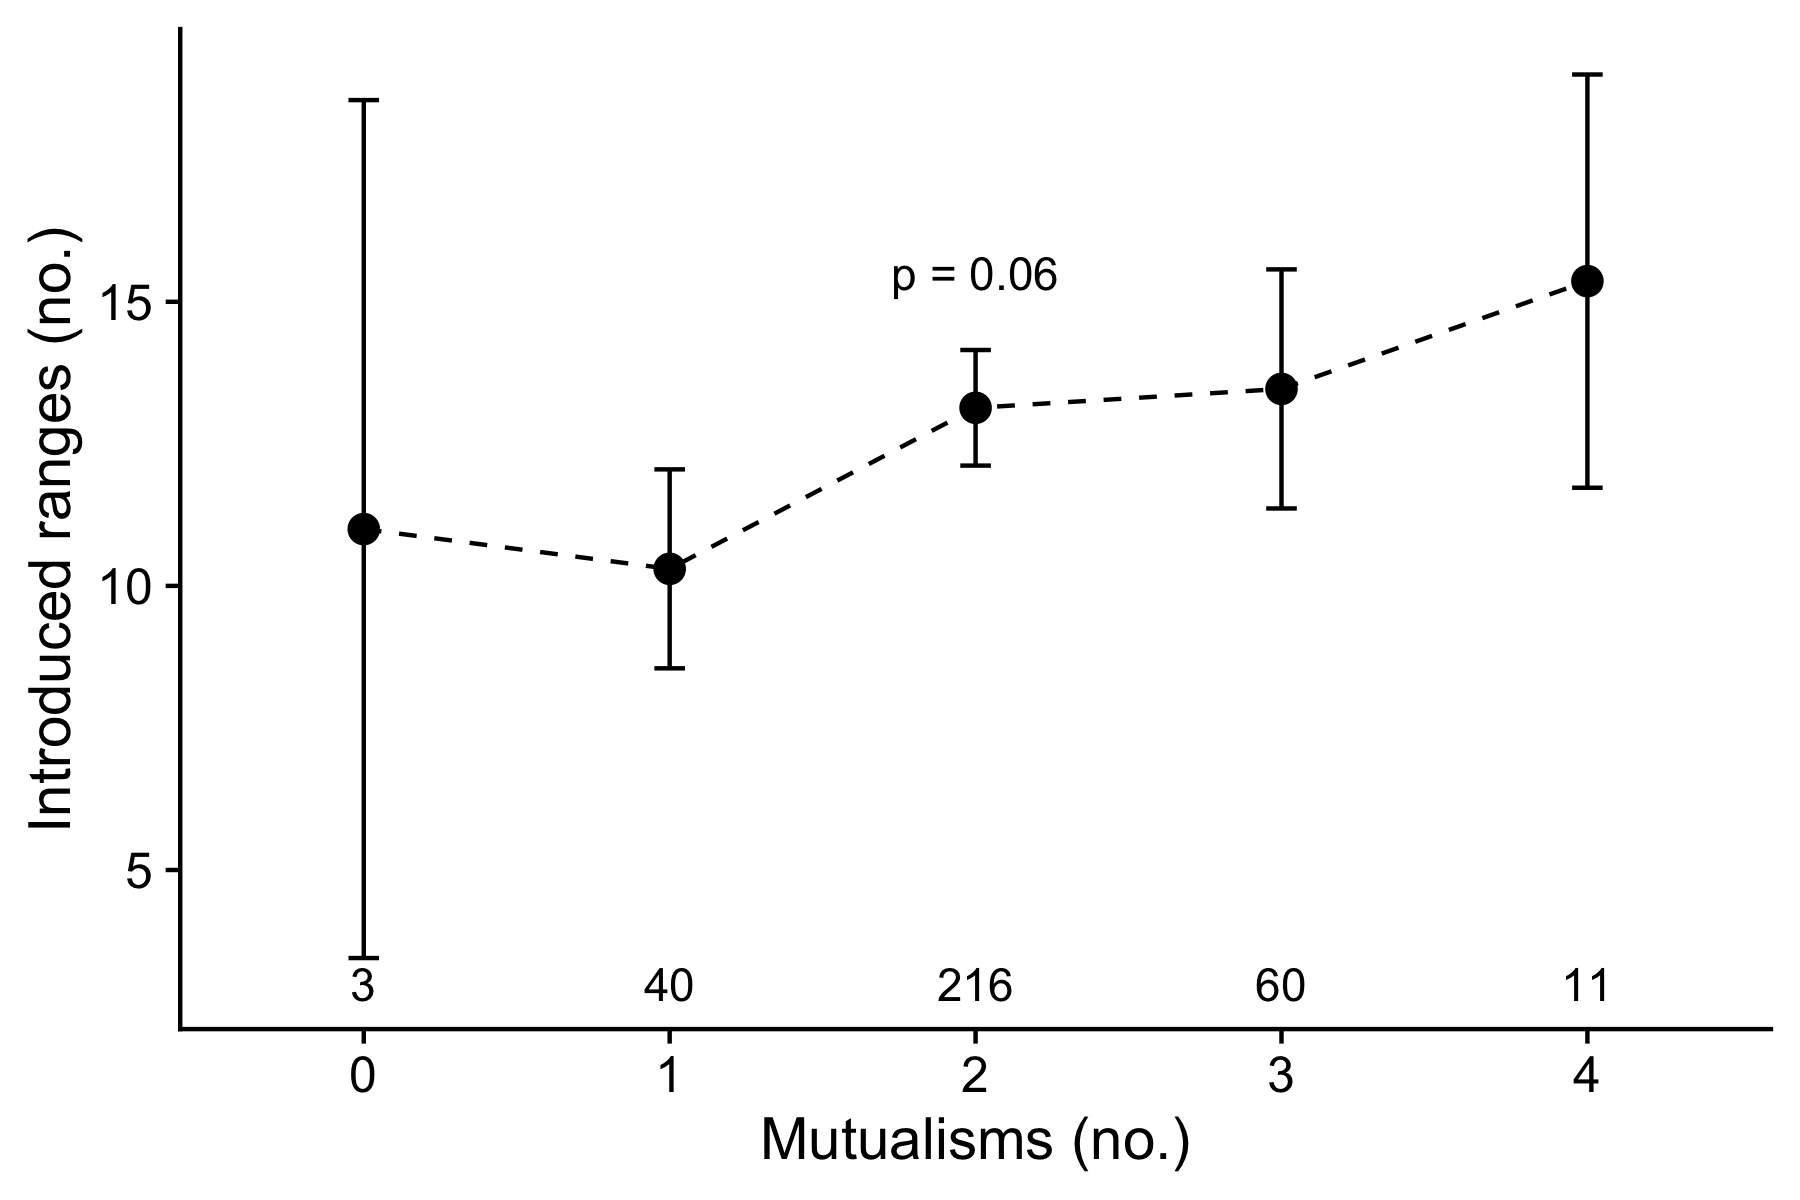 Introduced ranges (no.)
15
10
5
p = 0.06
3 40 216 60 11
0 1 2 3 4
Mutualisms (no.)